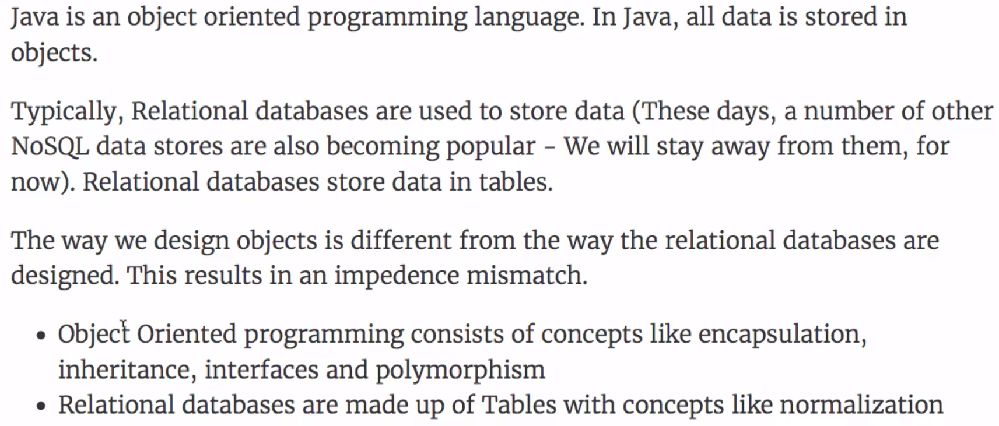 Java is an object oriented programming language. In Java, all data is stored in
objects.
Typically, Relational databases are used to store data (These days, a number of other
NoSQL data stores are also becoming popular – We will stay away from them, for
now). Relational databases store data in tables.
The way we design objects is different from the way the relational databases are
designed. This results in an impedence mismatch.
• Object Oriented programming consists of concepts like encapsulation,
inheritance, interfaces and polymorphism
• Relational databases are made up of Tables with concepts like normalization